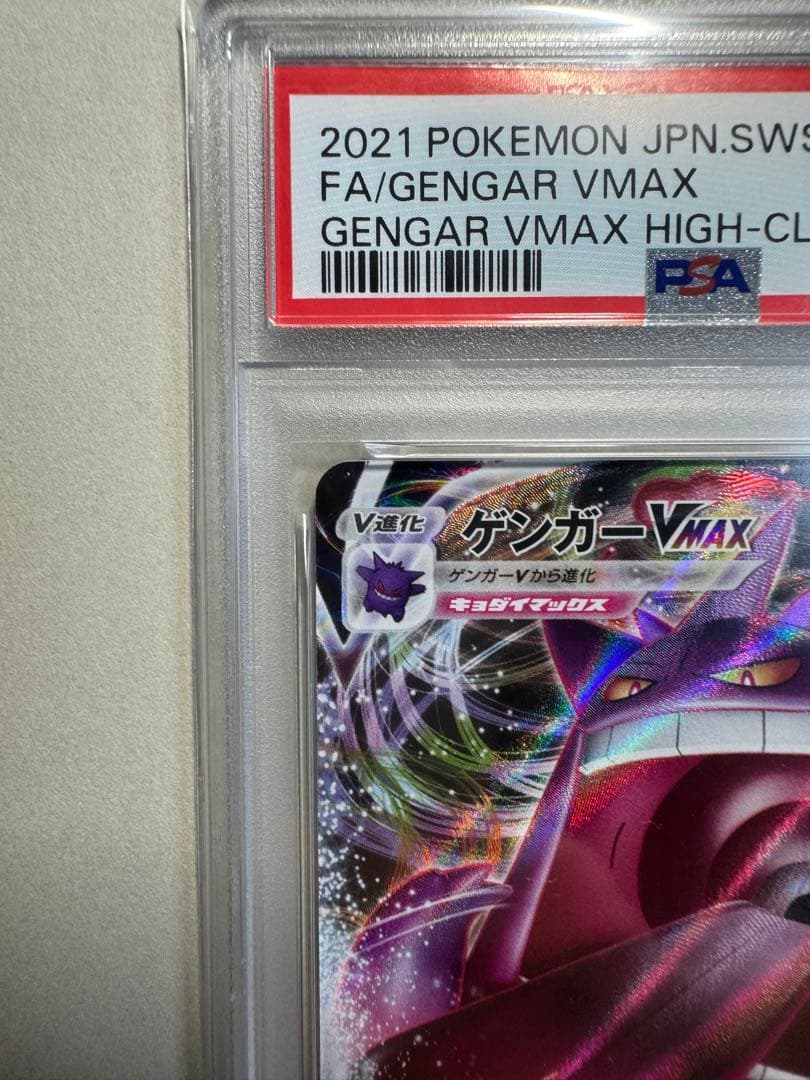 2021 POKEMON JPN.SWS
FA/GENGAR VMAX
GENGAR VMAX HIGH-CL
PSA
V進化
ゲンガーVMAX
ゲンガーVから進化
キョダイマックス